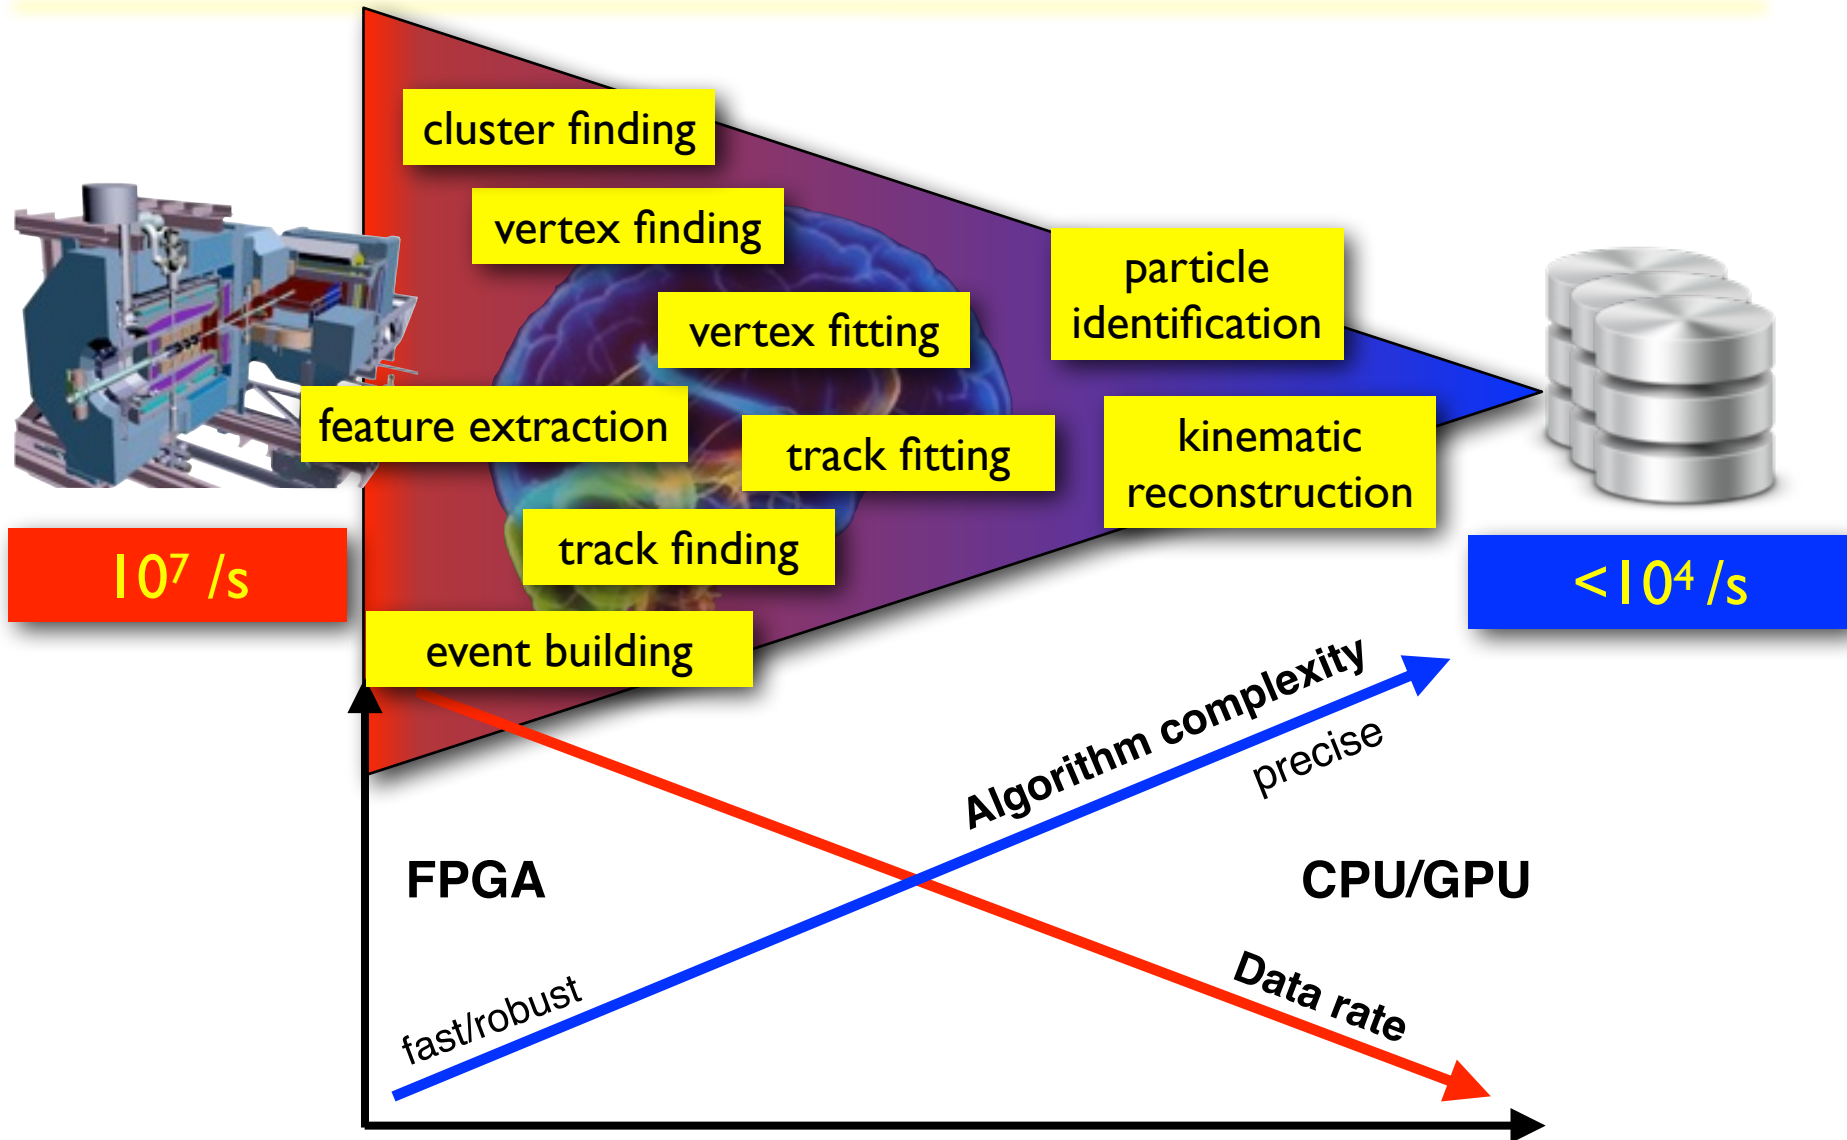 cluster finding
vertex finding
particle
identification
vertex fitting
feature extraction
track fitting
kinematic
reconstruction
track finding
10⁷ /s
<10⁴ /s
event building
Algorithm complexity
precise
FPGA
CPU/GPU
fast/robust
Data rate